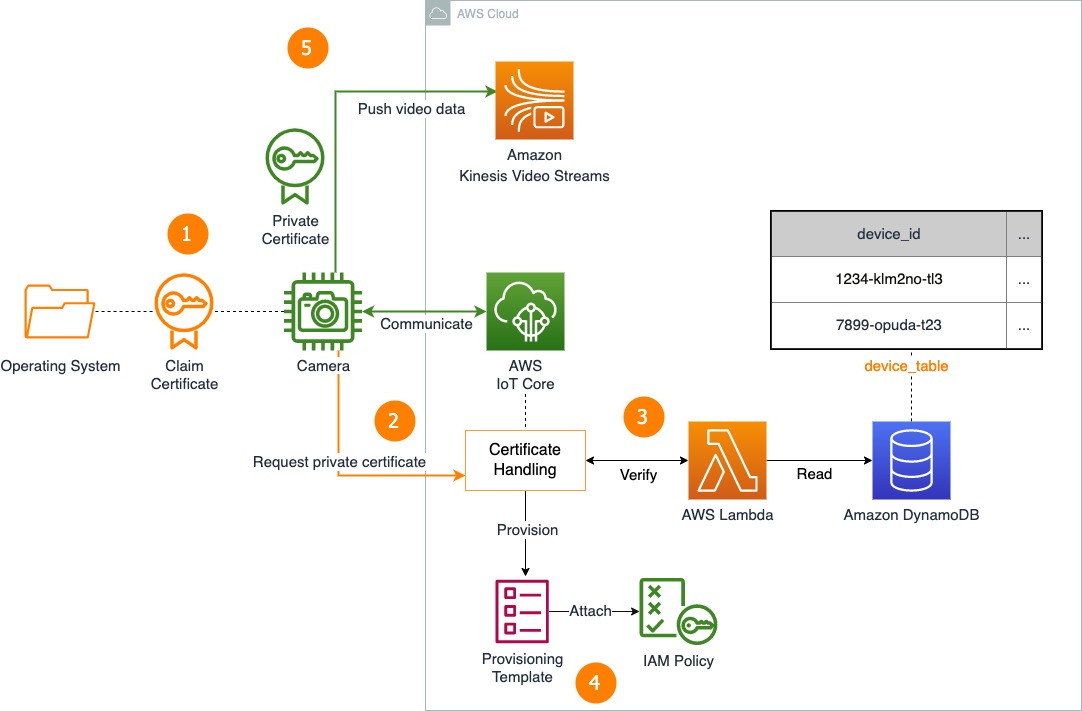 AWS Cloud
5
Push video data
Amazon
Kinesis Video Streams
Private
Certificate
1
device_id
...
1234-klm2no-tl3
...
7899-opuda-t23
...
device_table
Communicate
Operating System
Claim
Certificate
Camera
AWS
IoT Core
2
Request private certificate
Certificate
Handling
3
Verify
AWS Lambda
Read
Amazon DynamoDB
Provision
Attach
Provisioning
Template
IAM Policy
4